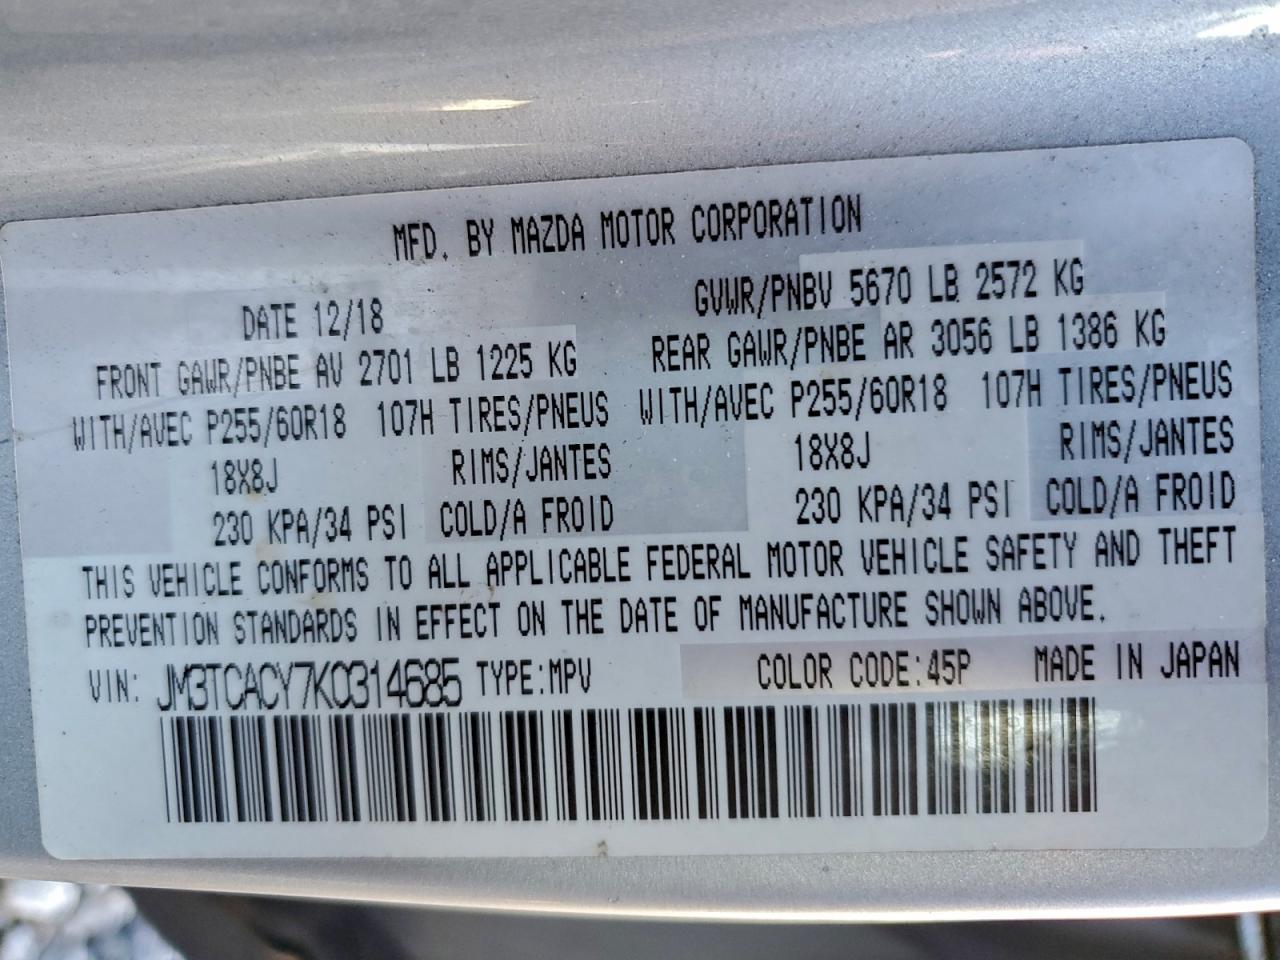 MFD. BY MAZDA MOTOR CORPORATION
DATE 12/18 GVWR/PNBV 5670 LB 2572 KG
FRONT GAWR/PNBE AV 2701 LB 1225 KG REAR GAWR/PNBE AR 3056 LB 1386 KG
WITH/AVEC P255/60R18 107H TIRES/PNEUS WITH/AVEC P255/60R18 107H TIRES/PNEUS
18X8J RIMS/JANTES 18X8J RIMS/JANTES
230 KPA/34 PSI COLD/A FROID 230 KPA/34 PSI COLD/A FROID
THIS VEHICLE CONFORMS TO ALL APPLICABLE FEDERAL MOTOR VEHICLE SAFETY AND THEFT
PREVENTION STANDARDS IN EFFECT ON THE DATE OF MANUFACTURE SHOWN ABOVE.
VIN: JM3TCACY7K0314685 TYPE:MPV COLOR CODE:45P MADE IN JAPAN